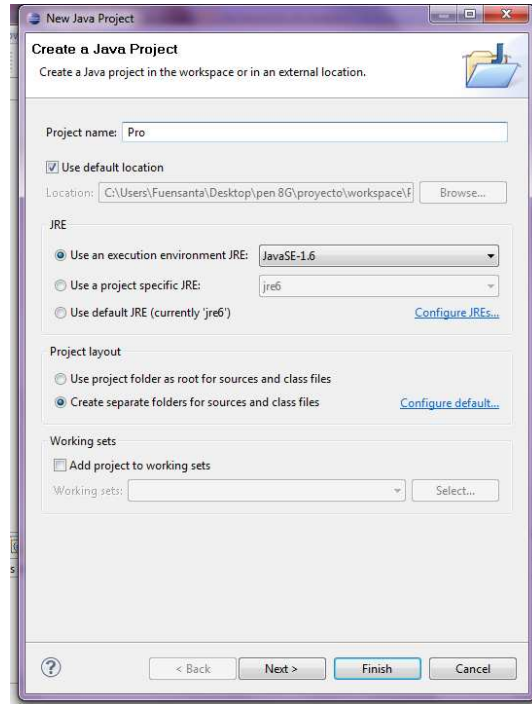 New Java Project
Create a Java Project
Create a Java project in the workspace or in an external location.
Project name: Pro
Use default location
Location: C:\Users\Fuensanta\Desktop\pen 8G\proyecto\workspace\F Browse...
JRE
Use an execution environment JRE: JavaSE-1.6
Use a project specific JRE: jre6
Use default JRE (currently 'jre6') Configure JREs...
Project layout
Use project folder as root for sources and class files
Create separate folders for sources and class files Configure default...
Working sets
Add project to working sets
Working sets: Select...
? < Back Next > Finish Cancel